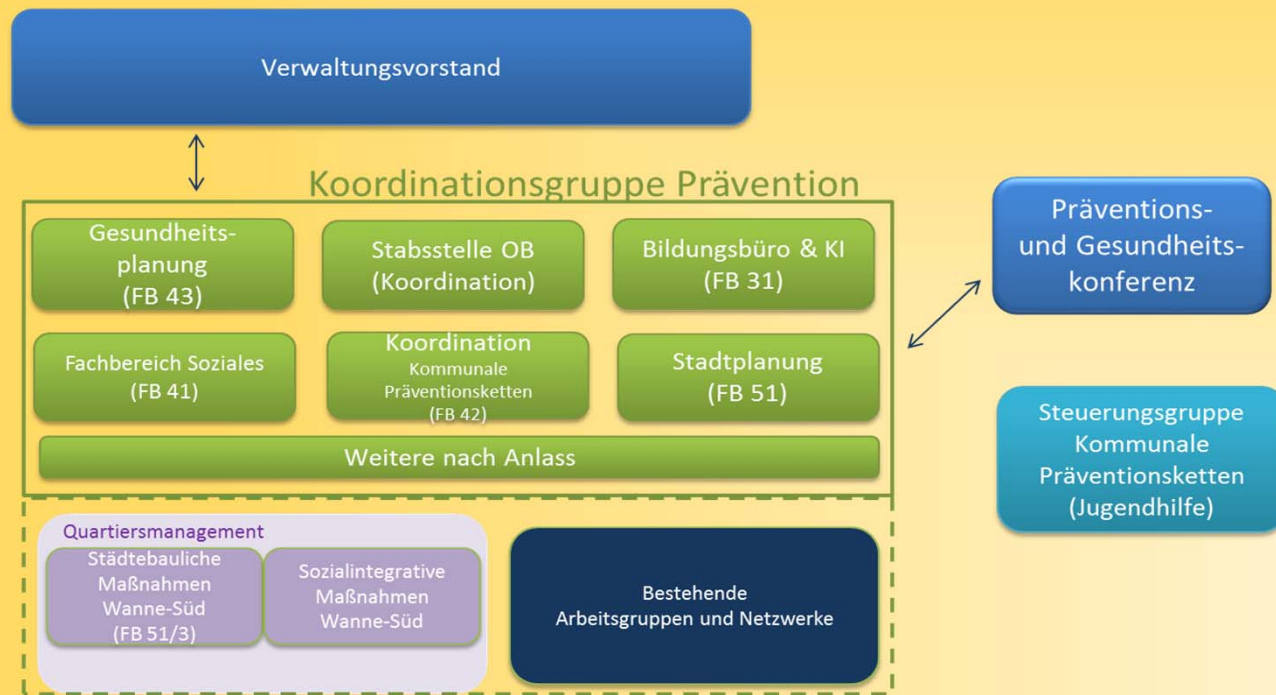 Verwaltungsvorstand
Koordinationsgruppe Prävention
Gesundheits-
planung
(FB 43)
Stabsstelle OB
(Koordination)
Bildungsbüro & KI
(FB 31)
Fachbereich Soziales
(FB 41)
Koordination
Kommunale
Präventionsketten
(FB 42)
Stadtplanung
(FB 51)
Weitere nach Anlass
Präventions-
und Gesundheits-
konferenz
Steuerungsgruppe
Kommunale
Präventionsketten
(Jugendhilfe)
Quartiersmanagement
Städtebauliche
Maßnahmen
Wanne-Süd
(FB 51/3)
Sozialintegrative
Maßnahmen
Wanne-Süd
Bestehende
Arbeitsgruppen und Netzwerke